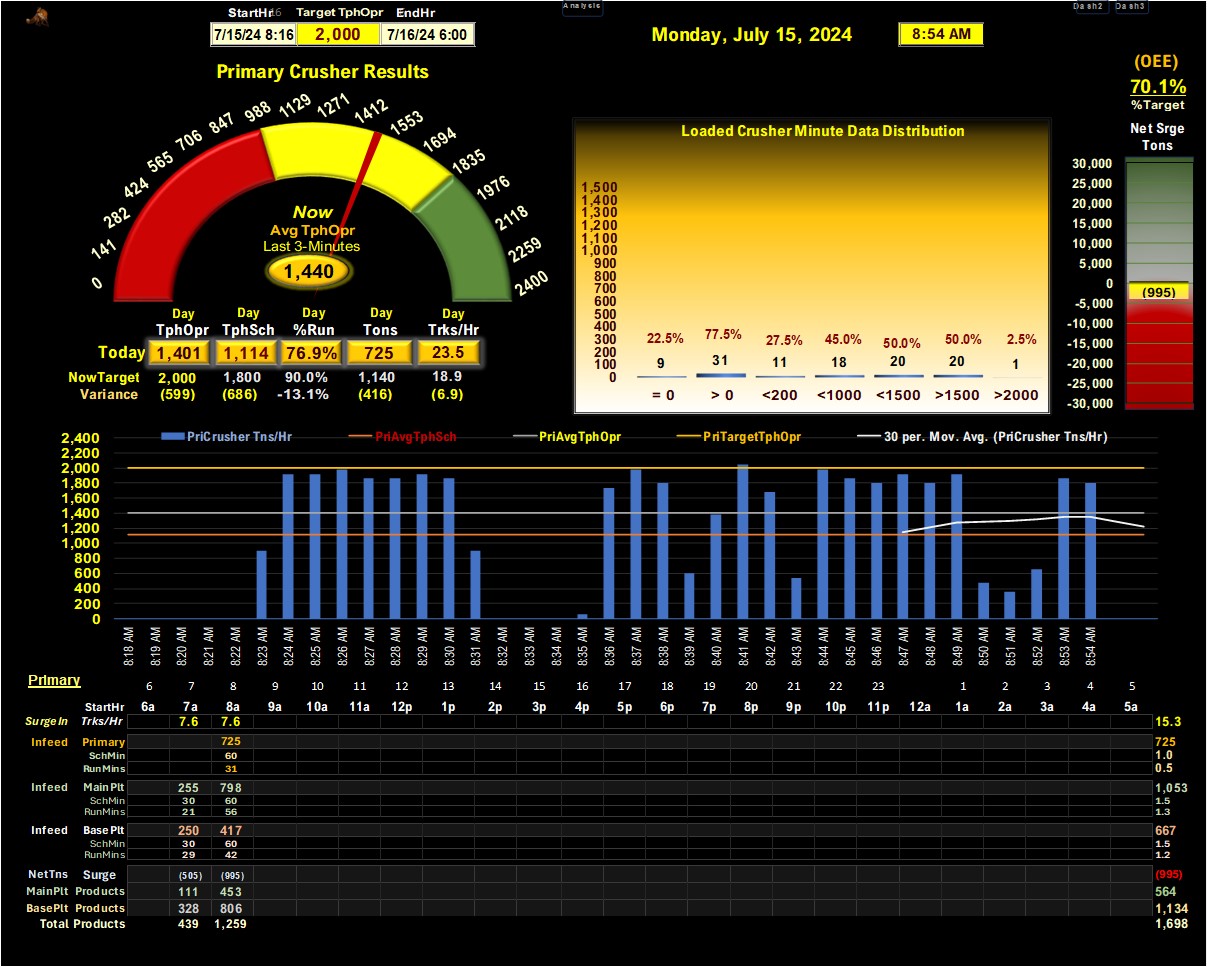 StartHr16 Target TphOpr EndHr
Analysis
Dash2 Dash3
7/15/24 8:16 2,000 7/16/24 6:00
Monday, July 15, 2024 8:54 AM
Primary Crusher Results
(OEE)
70.1%
%Target
Net Srge
Tons
0 141 282 424 565 706 847 988 1129 1271 1412 1553 1694 1835 1976 2118 2259 2400
Now
Avg TphOpr
Last 3-Minutes
1,440
Day Day Day Day Day
TphOpr TphSch %Run Tons Trks/Hr
Today 1,401 1,114 76.9% 725 23.5
NowTarget 2,000 1,800 90.0% 1,140 18.9
Variance (599) (686) -13.1% (416) (6.9)
Loaded Crusher Minute Data Distribution
1,500
1,400
1,300
1,200
1,100
1,000
900
800
700
600
500
400
300
200
100
0
22.5% 77.5% 27.5% 45.0% 50.0% 50.0% 2.5%
9 31 11 18 20 20 1
= 0 > 0 <200 <1000 <1500 >1500 >2000
30,000
25,000
20,000
15,000
10,000
5,000
0
(995)
-5,000
-10,000
-15,000
-20,000
-25,000
-30,000
PriCrusher Tns/Hr PriAvgTphSch PriAvgTphOpr PriTargetTphOpr 30 per. Mov. Avg. (PriCrusher Tns/Hr)
2,400
2,200
2,000
1,800
1,600
1,400
1,200
1,000
800
600
400
200
0
8:18 AM 8:19 AM 8:20 AM 8:21 AM 8:22 AM 8:23 AM 8:24 AM 8:25 AM 8:26 AM 8:27 AM 8:28 AM 8:29 AM 8:30 AM 8:31 AM 8:32 AM 8:33 AM 8:34 AM 8:35 AM 8:36 AM 8:37 AM 8:38 AM 8:39 AM 8:40 AM 8:41 AM 8:42 AM 8:43 AM 8:44 AM 8:45 AM 8:46 AM 8:47 AM 8:48 AM 8:49 AM 8:50 AM 8:51 AM 8:52 AM 8:53 AM 8:54 AM
Primary
6 7 8 9 10 11 12 13 14 15 16 17 18 19 20 21 22 23 1 2 3 4 5
StartHr 6a 7a 8a 9a 10a 11a 12p 1p 2p 3p 4p 5p 6p 7p 8p 9p 10p 11p 12a 1a 2a 3a 4a 5a
SurgeIn Trks/Hr 7.6 7.6 15.3
Infeed Primary 725 725
SchMin 60 1.0
RunMins 31 0.5
Infeed MainPlt 255 798 1,053
SchMin 30 60 1.5
RunMins 21 56 1.3
Infeed BasePlt 250 417 667
SchMin 30 60 1.5
RunMins 29 42 1.2
NetTns Surge (505) (995) (995)
MainPlt Products 111 453 564
BasePlt Products 328 806 1,134
Total Products 439 1,259 1,698